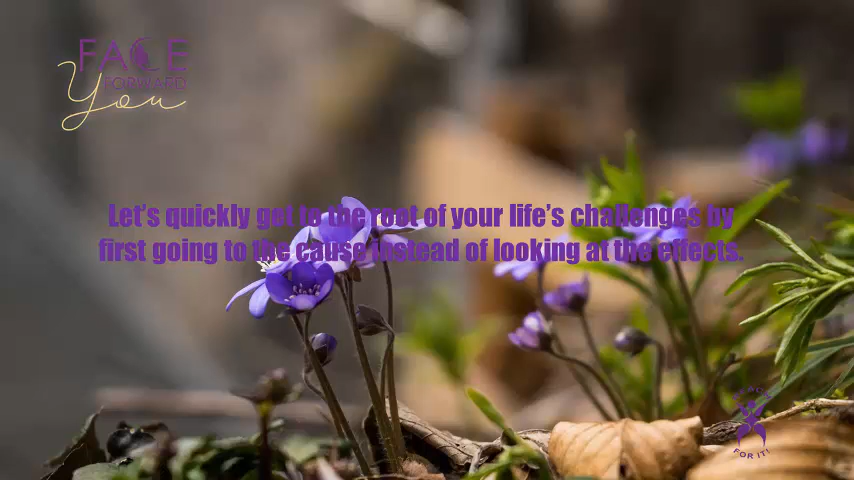 FACE
FORWARD
You
Let's quickly get to the root of your life's challenges by
first going to the cause instead of looking at the effects.
REACH
FOR IT!